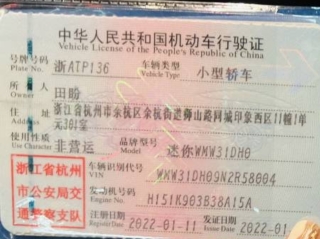 中华人民共和国机动车行驶证
Vehicle License of the People's Republic of China
号牌号码 浙ATP136 车辆类型 小型轿车
Plate No. Vehicle Type
所有人 田盼
Owner
住址 浙江省杭州市余杭区余杭街道狮山路同城印象西区11幢1单
元301室
使用性质 非营运 品牌型号 迷你WMW31DH0
Use Character Model
浙江省杭州
市公安局交
通警察支队
车辆识别代号 WMW31DH09N2R58004
VIN
发动机号码 H151K903B38A15A
Engine No.
注册日期 2022-01-11 发证日期 2022-01-
Register Date Issue Date